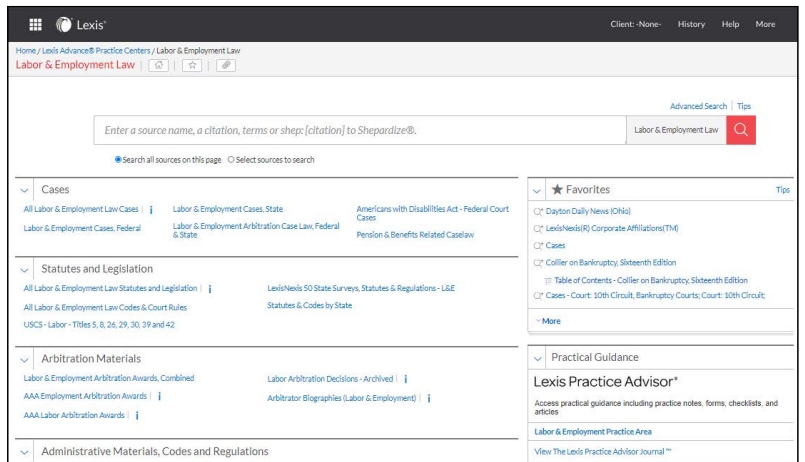 Lexis®
Client: -None- History Help More
Home / Lexis Advance® Practice Centers / Labor & Employment Law
Labor & Employment Law
Advanced Search | Tips
Enter a source name, a citation, terms or shep: [citation] to Shepardize®.
Labor & Employment Law
Search all sources on this page Select sources to search
Cases
All Labor & Employment Law Cases | i
Labor & Employment Cases, Federal
Labor & Employment Cases, State
Labor & Employment Arbitration Case Law, Federal
& State
Americans with Disabilities Act - Federal Court
Cases
Pension & Benefits Related Caselaw
Statutes and Legislation
All Labor & Employment Law Statutes and Legislation | i
All Labor & Employment Law Codes & Court Rules
USCS - Labor - Titles 5, 8, 26, 29, 30, 39 and 42
LexisNexis 50 State Surveys, Statutes & Regulations - L&E
Statutes & Codes by State
Arbitration Materials
Labor & Employment Arbitration Awards, Combined
AAA Employment Arbitration Awards | i
AAA Labor Arbitration Awards | i
Labor Arbitration Decisions - Archived | i
Arbitrator Biographies (Labor & Employment) | i
Administrative Materials, Codes and Regulations
Favorites
Tips
Dayton Daily News (Ohio)
LexisNexis(R) Corporate Affiliations(TM)
Cases
Collier on Bankruptcy, Sixteenth Edition
Table of Contents - Collier on Bankruptcy, Sixteenth Edition
Cases - Court: 10th Circuit, Bankruptcy Courts; Court: 10th Circuit;
More
Practical Guidance
Lexis Practice Advisor®
Access practical guidance including practice notes, forms, checklists, and
articles
Labor & Employment Practice Area
View The Lexis Practice Advisor Journal ™